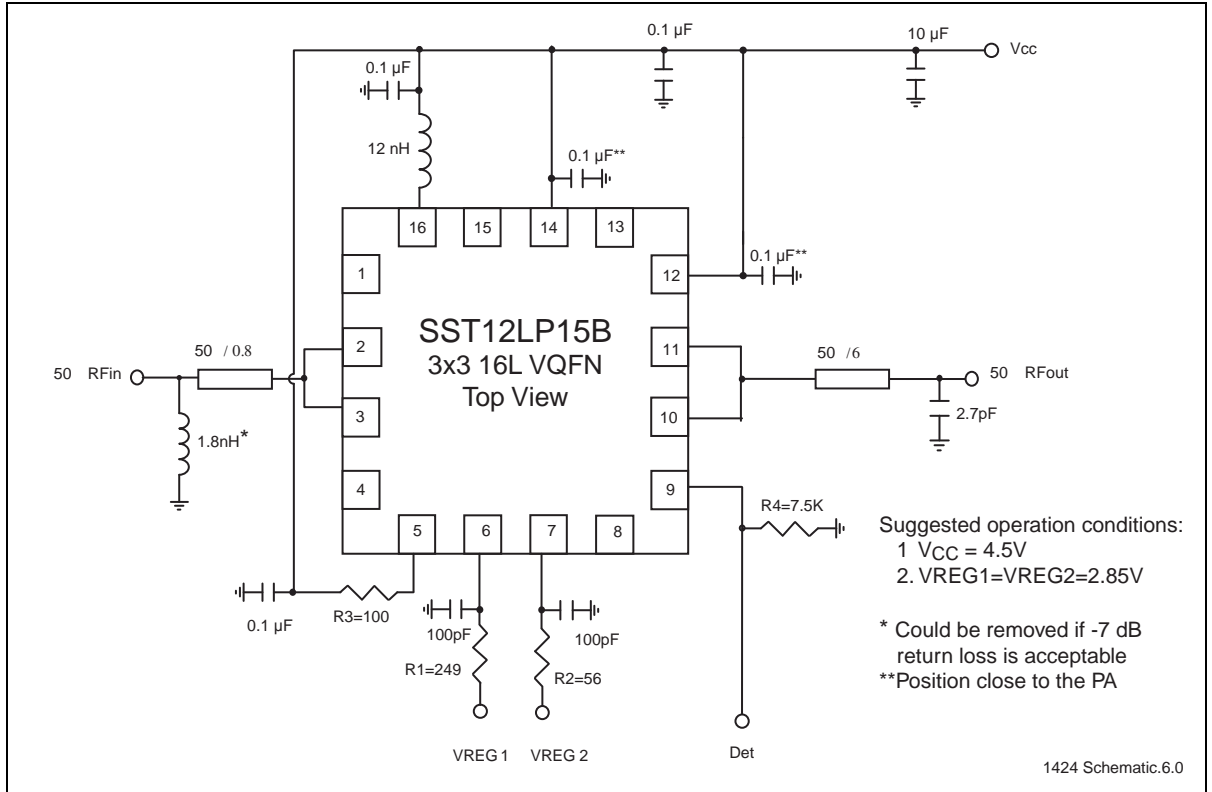 0.1 µF
10 µF
Vcc
0.1 µF
12 nH
0.1 µF**
16
15
14
13
1
12
0.1 µF**
SST12LP15B
3x3 16L VQFN
Top View
2
11
50 / 0.8
50 /6
50 RFin
50 RFout
3
10
2.7pF
1.8nH*
4
9
R4=7.5K
5
6
7
8
Suggested operation conditions:
1 VCC = 4.5V
2. VREG1=VREG2=2.85V
0.1 µF
R3=100
100pF
100pF
* Could be removed if -7 dB
return loss is acceptable
**Position close to the PA
R1=249
R2=56
VREG 1
VREG 2
Det
1424 Schematic.6.0